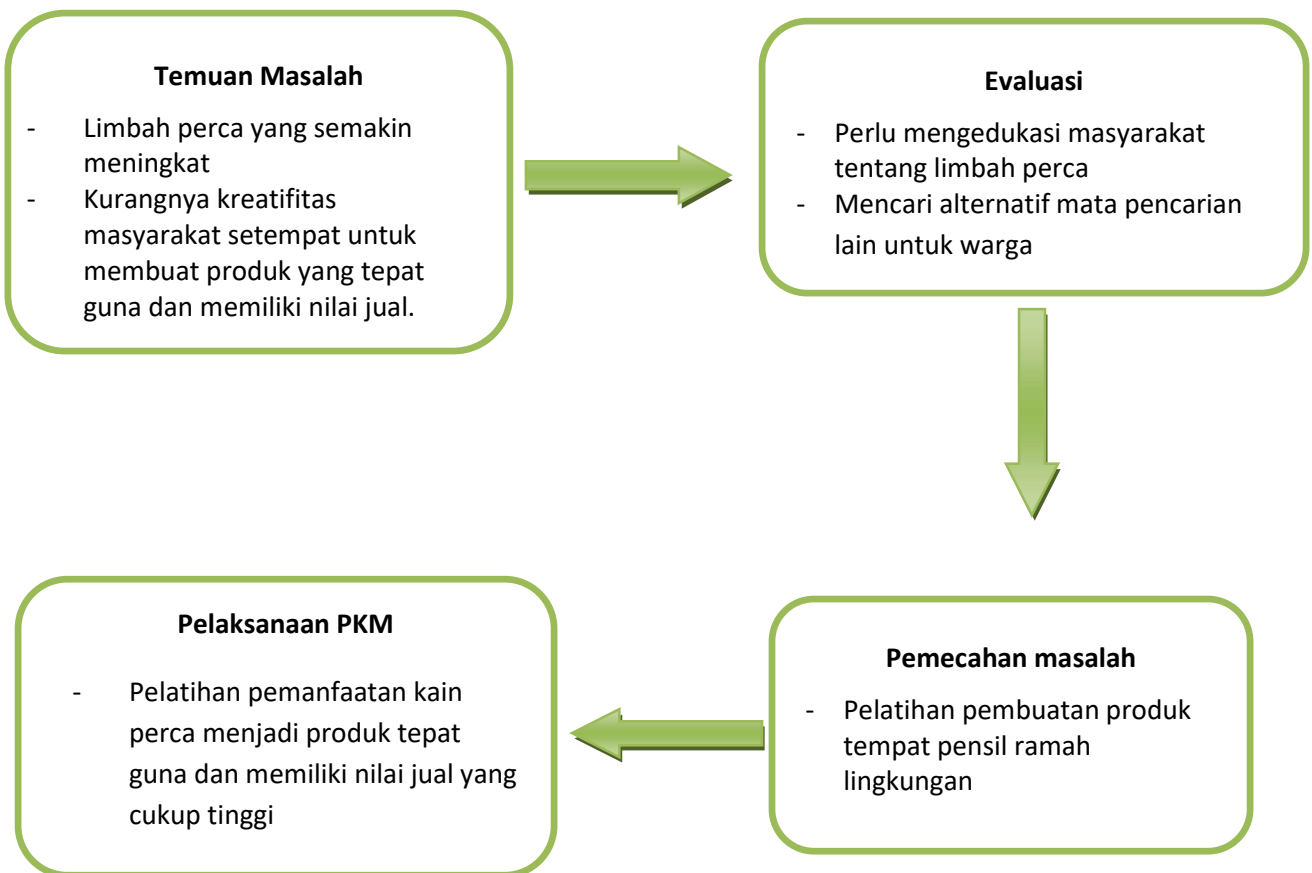 Temuan Masalah
- Limbah perca yang semakin
meningkat
- Kurangnya kreatifitas
masyarakat setempat untuk
membuat produk yang tepat
guna dan memiliki nilai jual.
Evaluasi
- Perlu mengedukasi masyarakat
tentang limbah perca
- Mencari alternatif mata pencarian
lain untuk warga
Pemecahan masalah
- Pelatihan pembuatan produk
tempat pensil ramah
lingkungan
Pelaksanaan PKM
- Pelatihan pemanfaatan kain
perca menjadi produk tepat
guna dan memiliki nilai jual yang
cukup tinggi